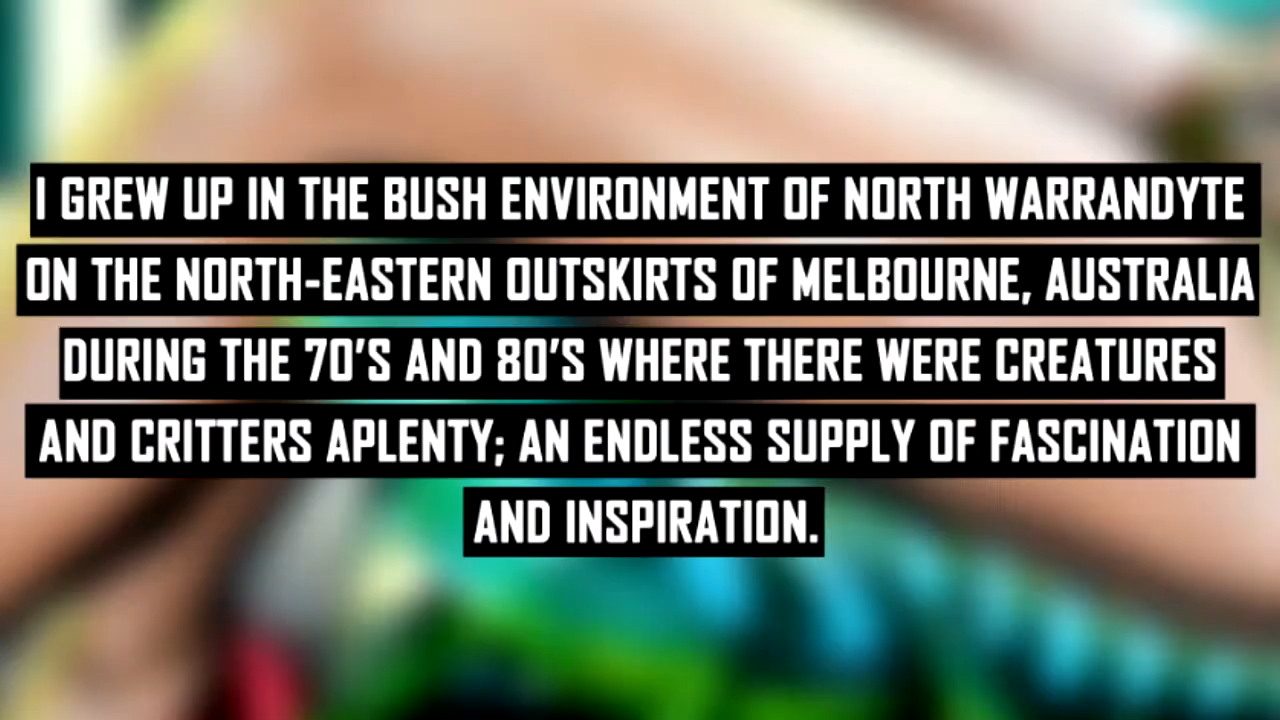 I GREW UP IN THE BUSH ENVIRONMENT OF NORTH WARRANDYTE
ON THE NORTH-EASTERN OUTSKIRTS OF MELBOURNE, AUSTRALIA
DURING THE 70'S AND 80'S WHERE THERE WERE CREATURES
AND CRITTERS APLENTY; AN ENDLESS SUPPLY OF FASCINATION
AND INSPIRATION.